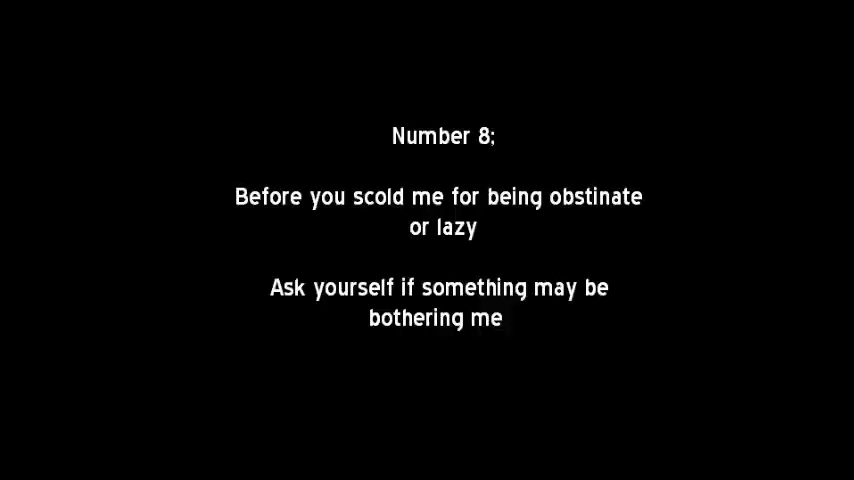 Number 8;
Before you scold me for being obstinate
or lazy
Ask yourself if something may be
bothering me